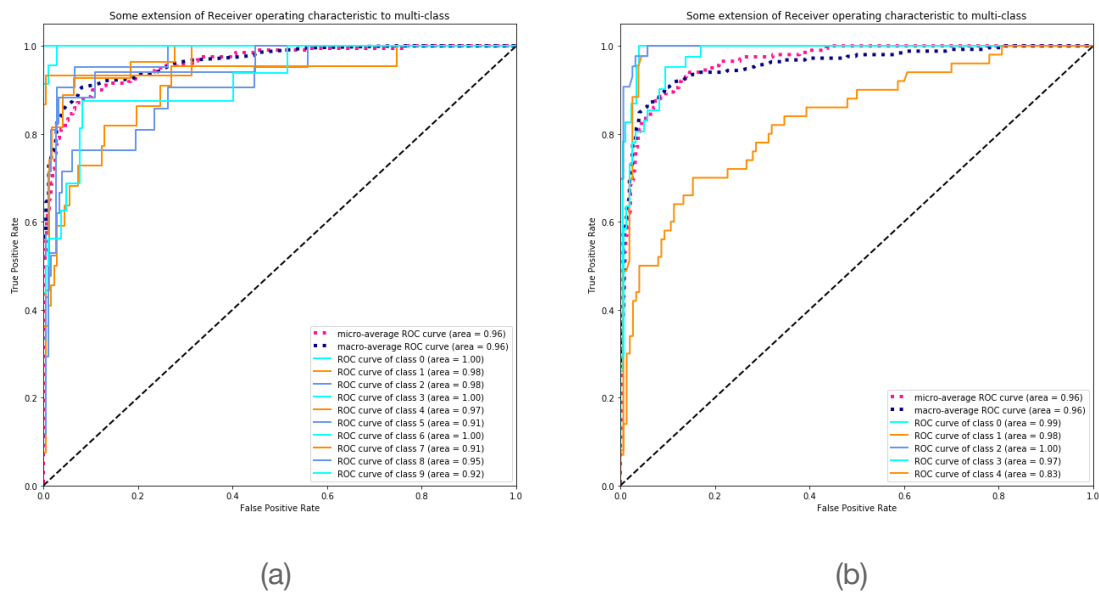 Some extension of Receiver operating characteristic to multi-class
1.0
0.8
0.6
0.4
0.2
0.0
True Positive Rate
0.0 0.2 0.4 0.6 0.8 1.0
False Positive Rate
micro-average ROC curve (area = 0.96)
macro-average ROC curve (area = 0.96)
ROC curve of class 0 (area = 1.00)
ROC curve of class 1 (area = 0.98)
ROC curve of class 2 (area = 0.98)
ROC curve of class 3 (area = 1.00)
ROC curve of class 4 (area = 0.97)
ROC curve of class 5 (area = 0.91)
ROC curve of class 6 (area = 1.00)
ROC curve of class 7 (area = 0.91)
ROC curve of class 8 (area = 0.95)
ROC curve of class 9 (area = 0.92)
(a)
Some extension of Receiver operating characteristic to multi-class
1.0
0.8
0.6
0.4
0.2
0.0
True Positive Rate
0.0 0.2 0.4 0.6 0.8 1.0
False Positive Rate
micro-average ROC curve (area = 0.96)
macro-average ROC curve (area = 0.96)
ROC curve of class 0 (area = 0.99)
ROC curve of class 1 (area = 0.98)
ROC curve of class 2 (area = 1.00)
ROC curve of class 3 (area = 0.97)
ROC curve of class 4 (area = 0.83)
(b)